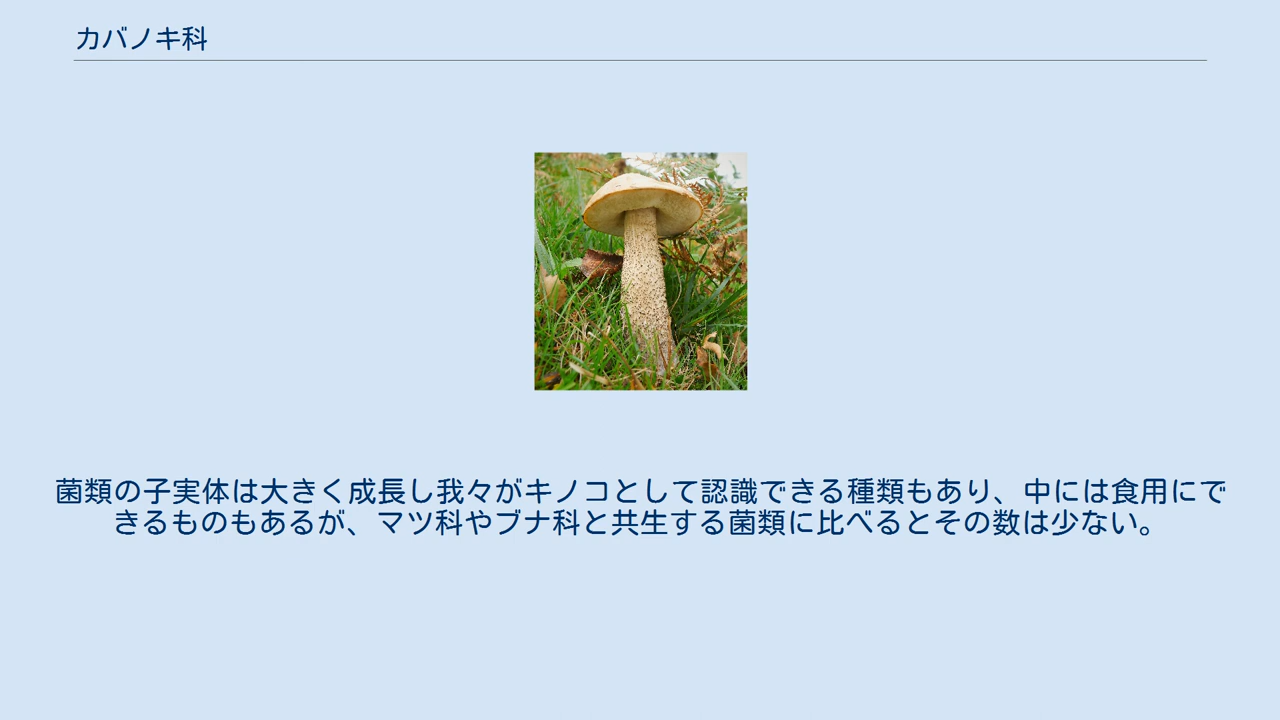 カバノキ科
菌類の子実体は大きく成長し我々がキノコとして認識できる種類もあり、中には食用にで
きるものもあるが、マツ科やブナ科と共生する菌類に比べるとその数は少ない。